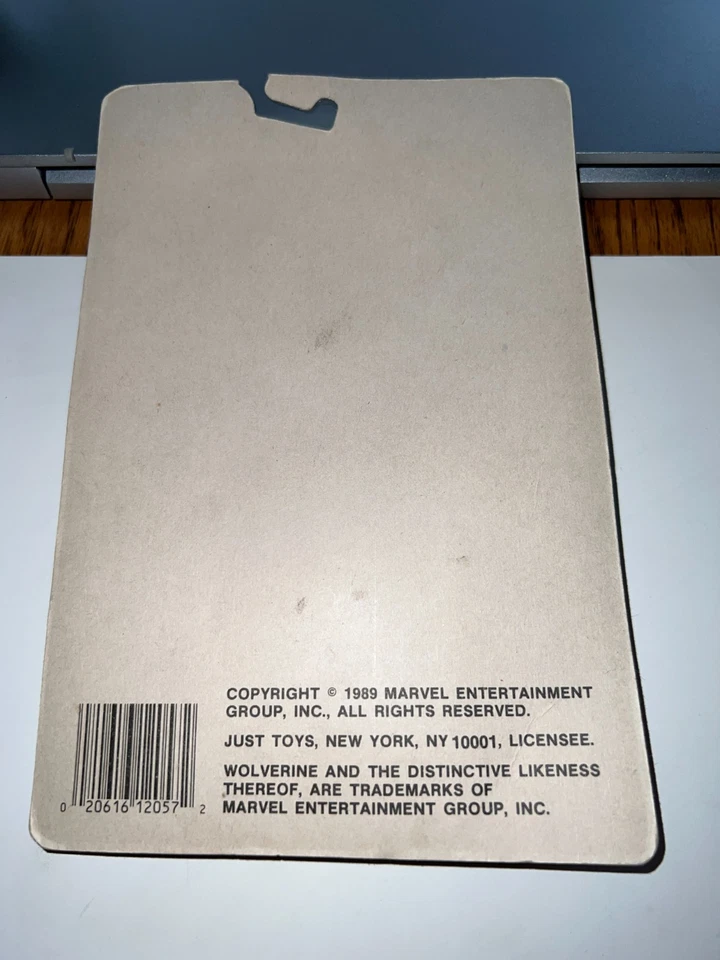 COPYRIGHT © 1989 MARVEL ENTERTAINMENT
GROUP, INC., ALL RIGHTS RESERVED.
JUST TOYS, NEW YORK, NY 10001, LICENSEE.
WOLVERINE AND THE DISTINCTIVE LIKENESS
THEREOF, ARE TRADEMARKS OF
MARVEL ENTERTAINMENT GROUP, INC.
0 20616 12057 2